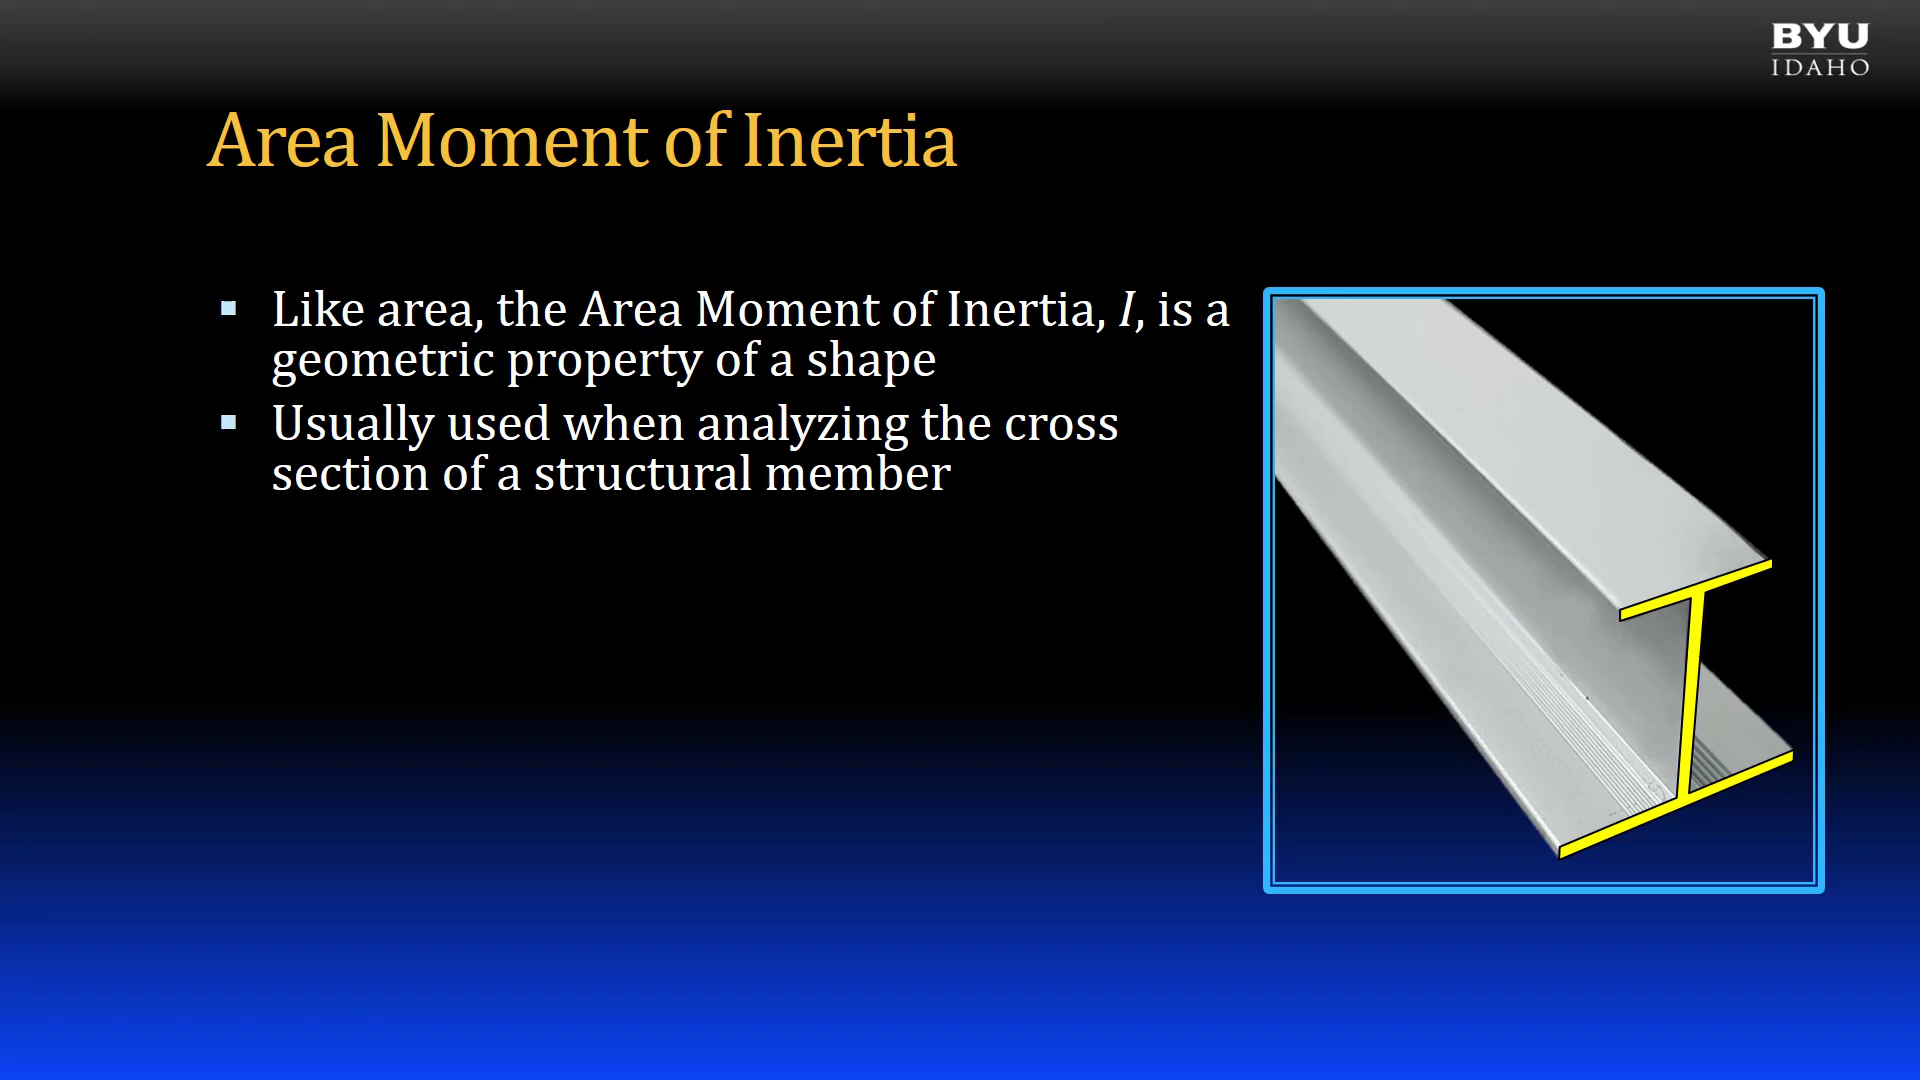 BYU
IDAHO
Area Moment of Inertia
Like area, the Area Moment of Inertia, I, is a
geometric property of a shape
Usually used when analyzing the cross
section of a structural member